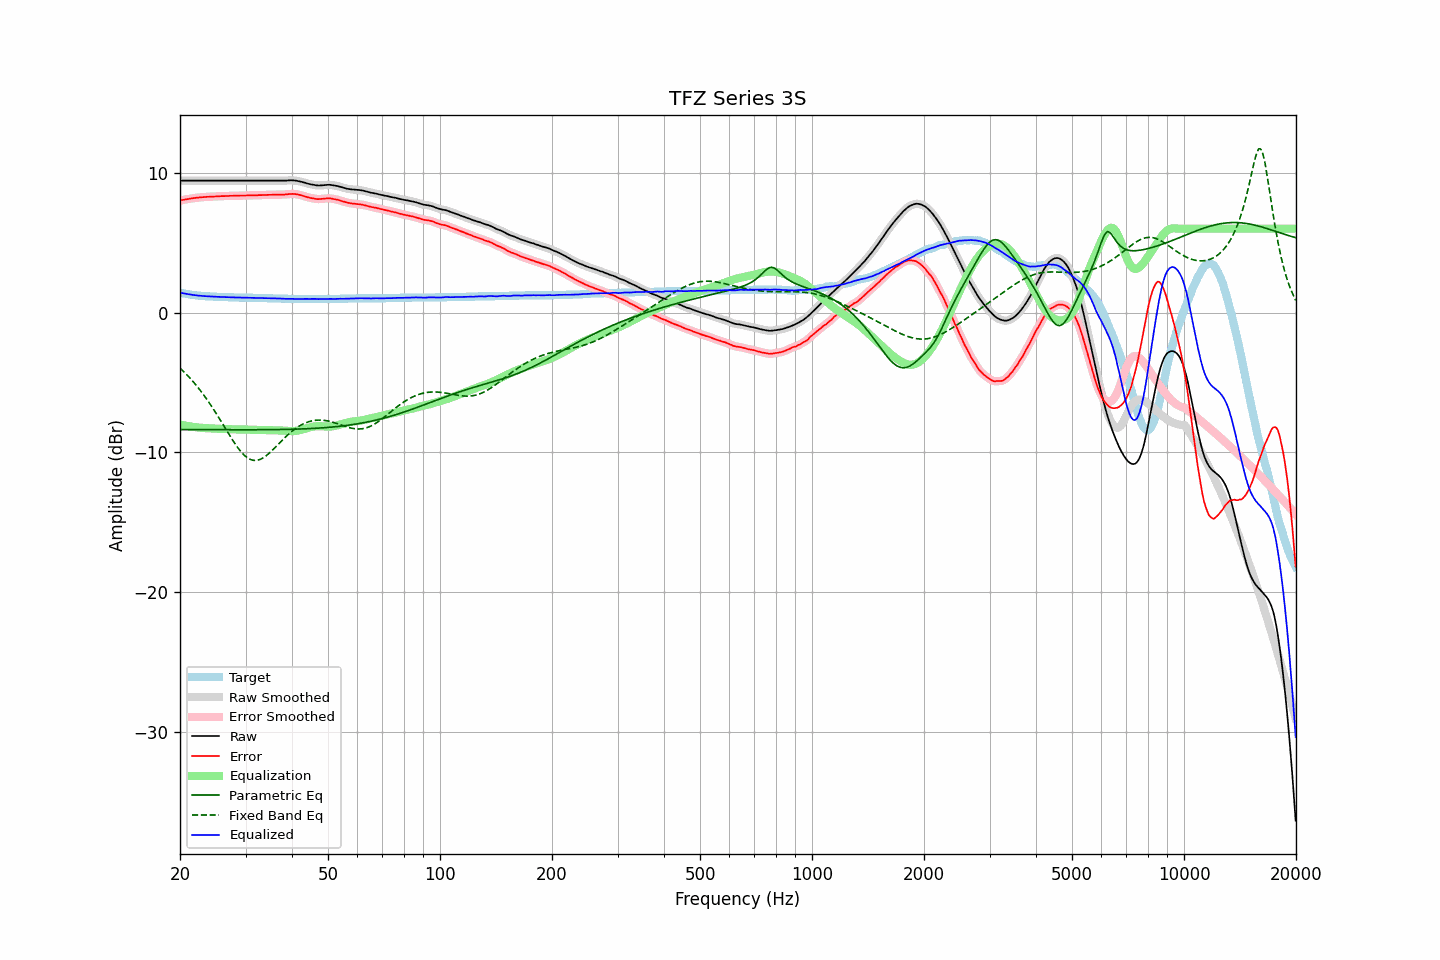 TFZ Series 3S
Amplitude (dBr)
10
0
−10
−20
−30
Target
Raw Smoothed
Error Smoothed
Raw
Error
Equalization
Parametric Eq
Fixed Band Eq
Equalized
20 50 100 200 500 1000 2000 5000 10000 20000
Frequency (Hz)